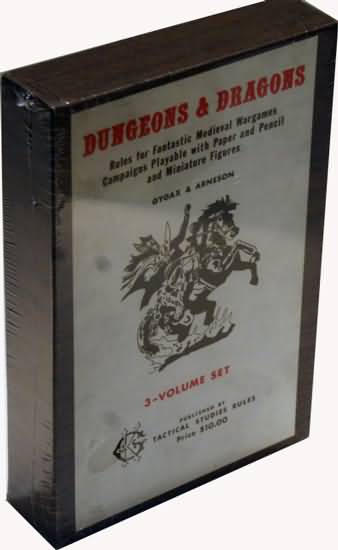 DUNGEONS & DRAGONS
Rules for Fantastic Medieval Wargames
Campaigns Playable with Paper and Pencil
and Miniature Figures
GYGAX & ARNESON
3-VOLUME SET
PUBLISHED BY
TACTICAL STUDIES RULES
Price $10.00